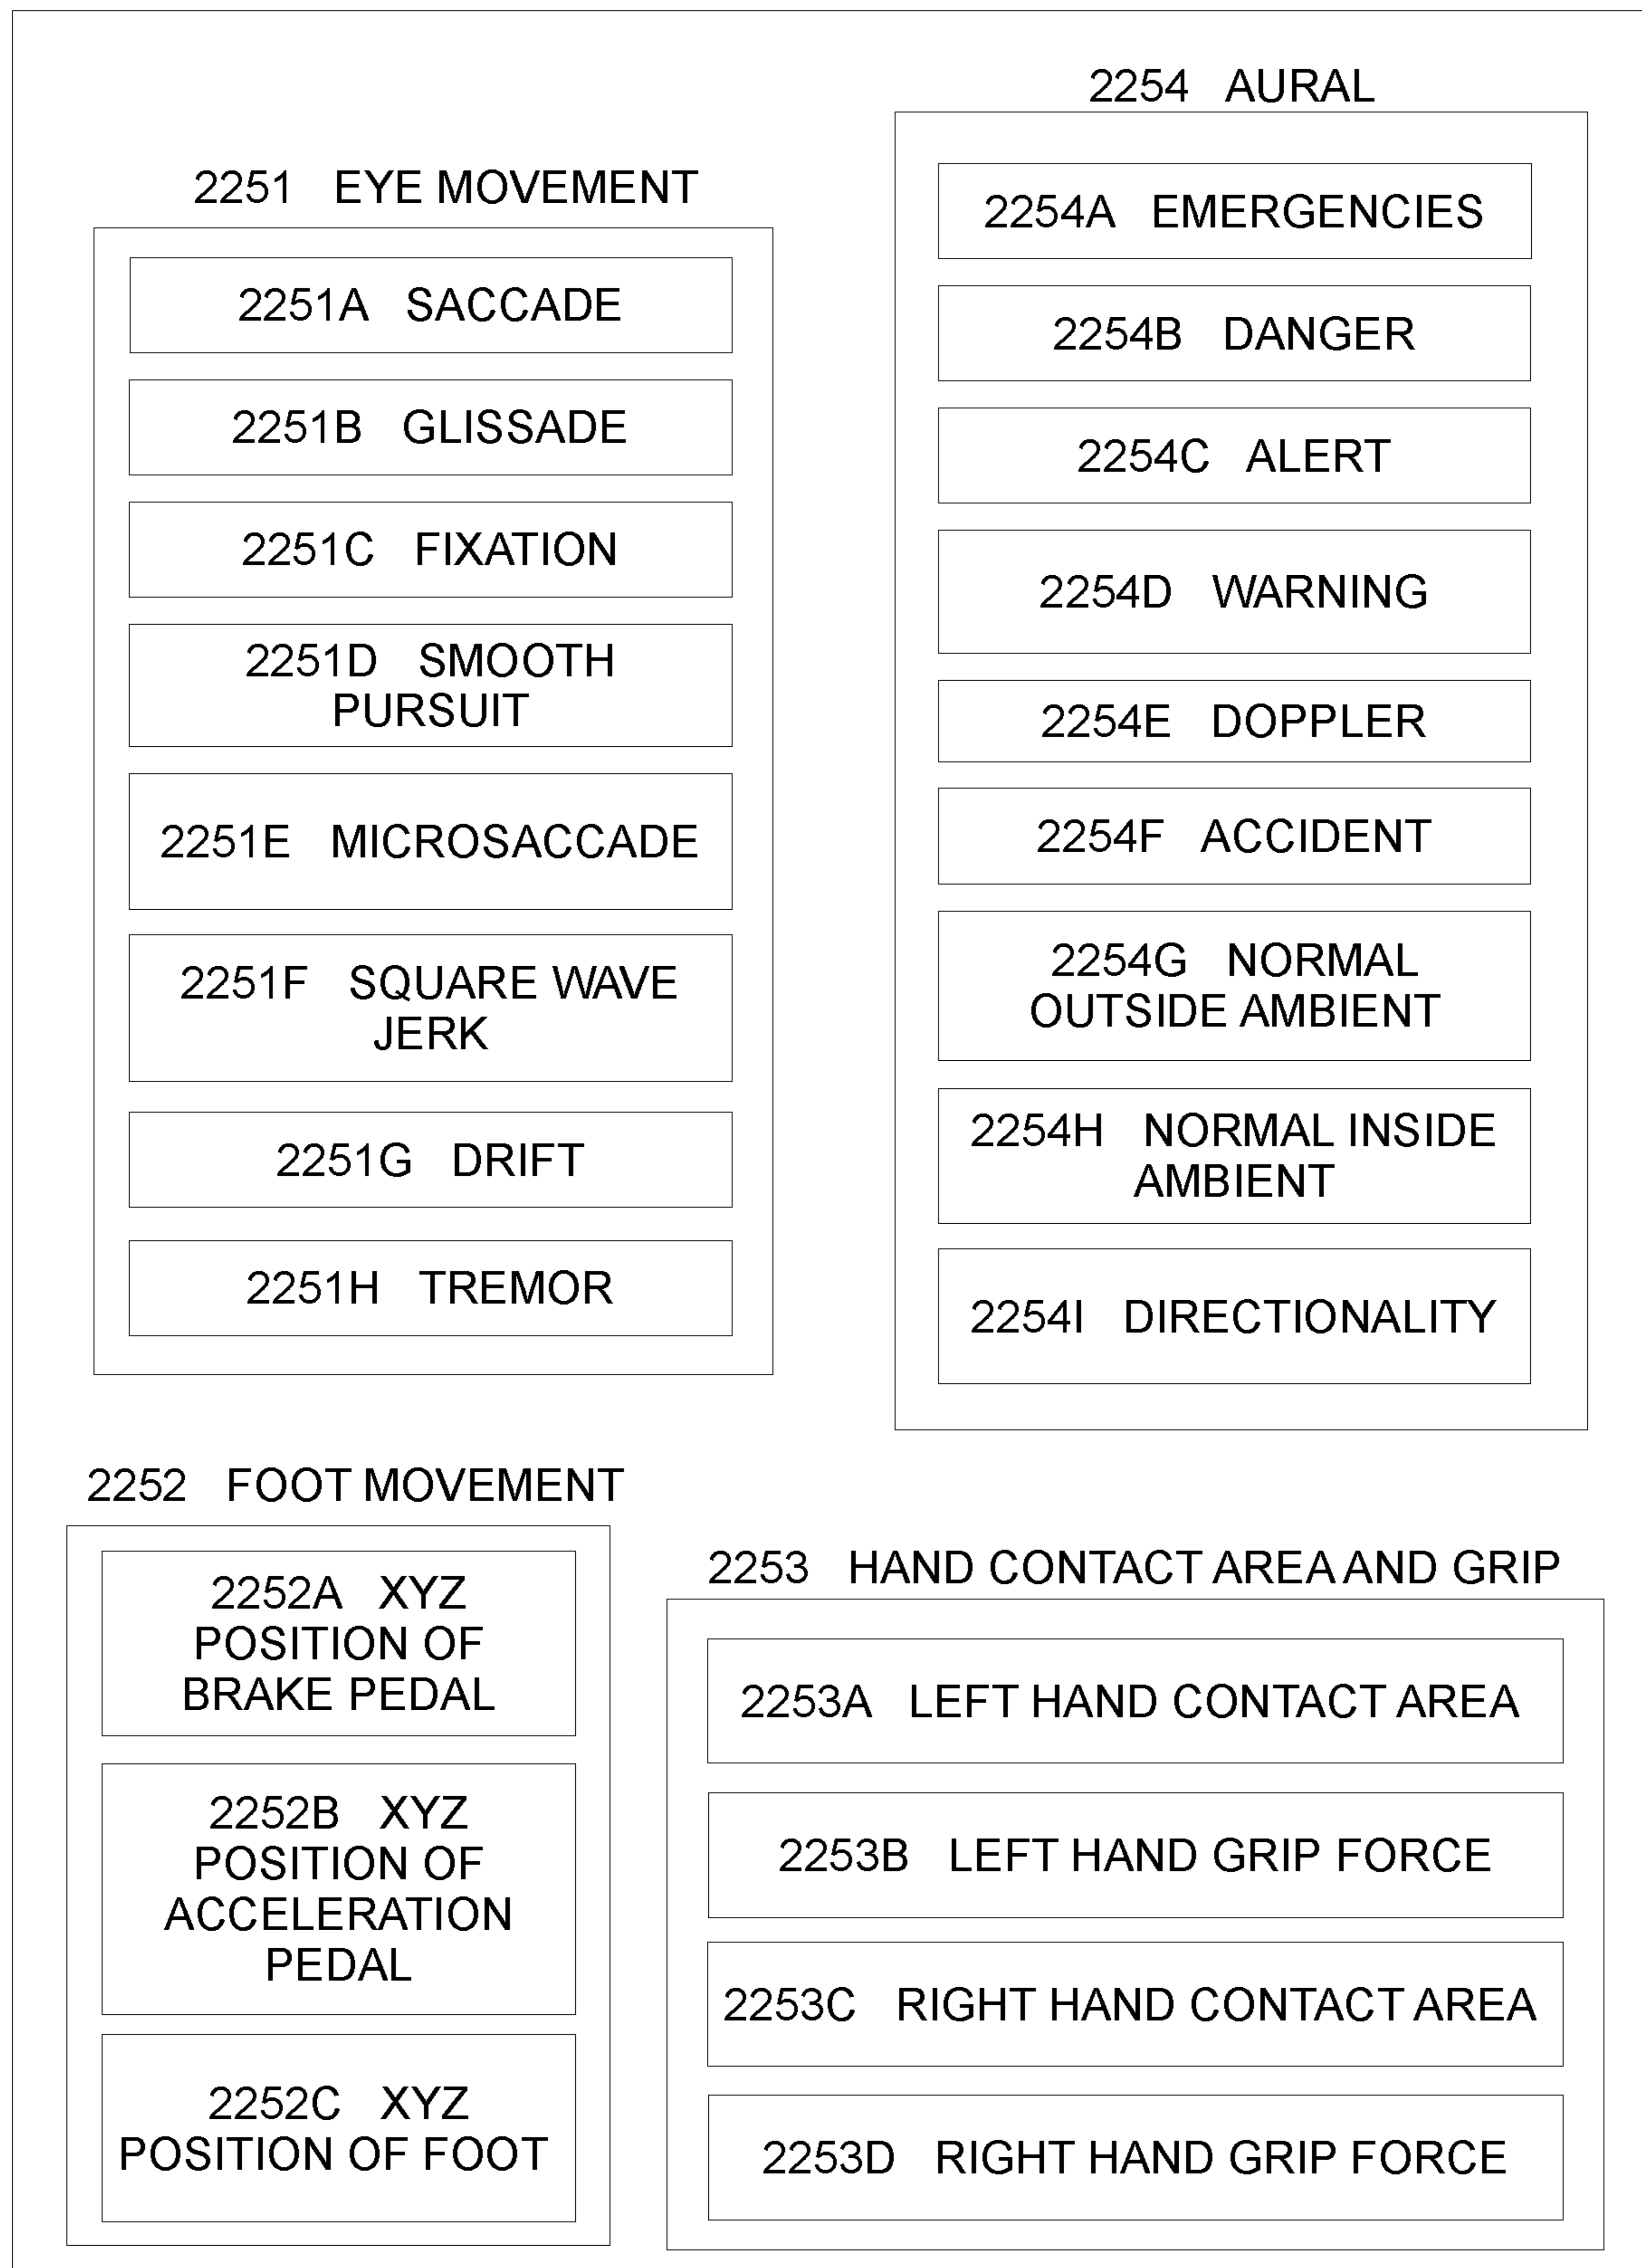 2251 EYE MOVEMENT
2251A SACCADE
2251B GLISSADE
2251C FIXATION
2251D SMOOTH
PURSUIT
2251E MICROSACCADE
2251F SQUARE WAVE
JERK
2251G DRIFT
2251H TREMOR
2254 AURAL
2254A EMERGENCIES
2254B DANGER
2254C ALERT
2254D WARNING
2254E DOPPLER
2254F ACCIDENT
2254G NORMAL
OUTSIDE AMBIENT
2254H NORMAL INSIDE
AMBIENT
2254I DIRECTIONALITY
2252 FOOT MOVEMENT
2252A XYZ
POSITION OF
BRAKE PEDAL
2252B XYZ
POSITION OF
ACCELERATION
PEDAL
2252C XYZ
POSITION OF FOOT
2253 HAND CONTACT AREA AND GRIP
2253A LEFT HAND CONTACT AREA
2253B LEFT HAND GRIP FORCE
2253C RIGHT HAND CONTACT AREA
2253D RIGHT HAND GRIP FORCE